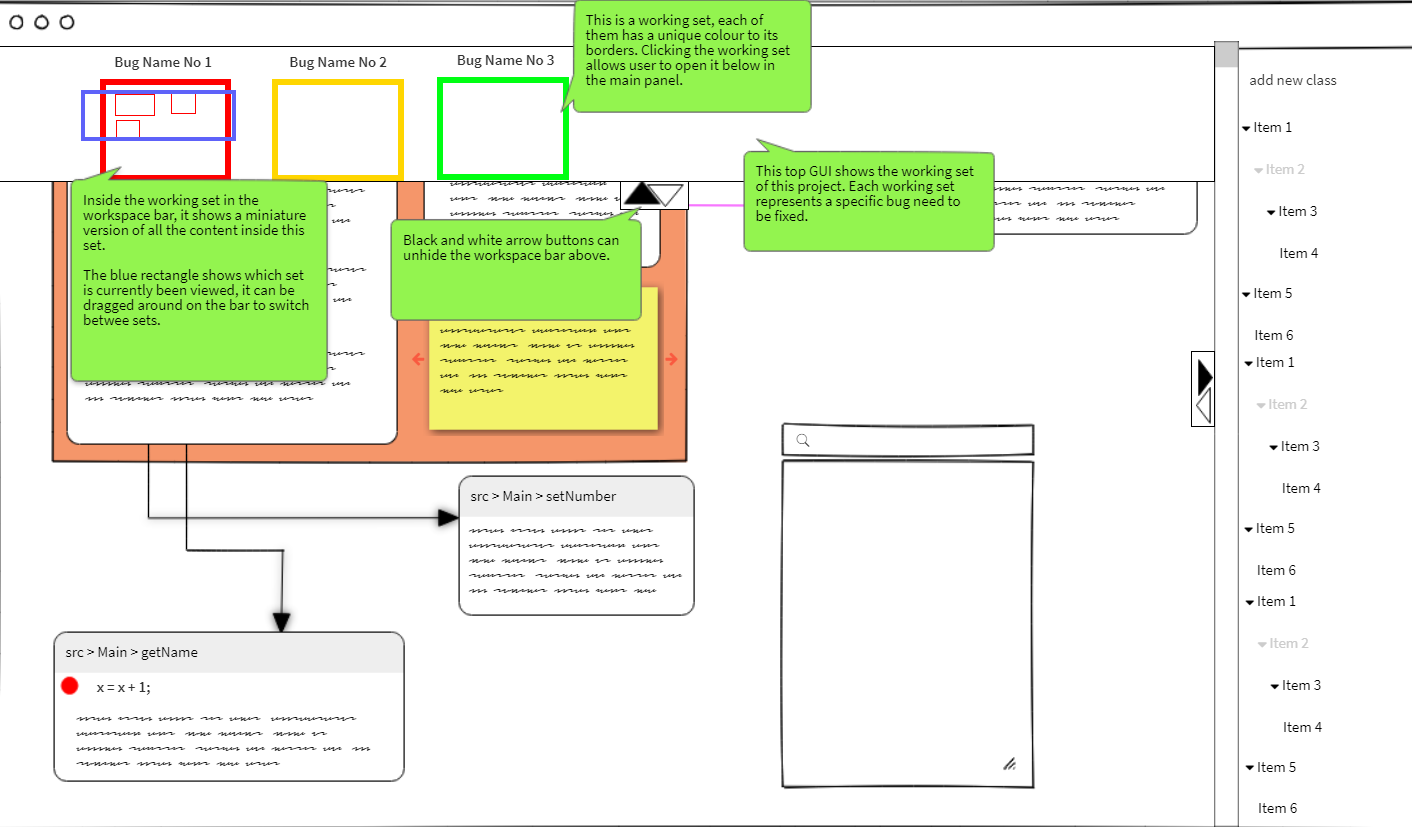 This is a working set, each of
them has a unique colour to its
borders. Clicking the working set
allows user to open it below in
the main panel.
Bug Name No 1
Bug Name No 2
Bug Name No 3
This top GUI shows the working set
of this project. Each working set
represents a specific bug need to
be fixed.
Inside the working set in the
workspace bar, it shows a miniature
version of all the content inside this
set.
The blue rectangle shows which set
is currently been viewed, it can be
dragged around on the bar to switch
betwee sets.
Black and white arrow buttons can
unhide the workspace bar above.
src > Main > setNumber
src > Main > getName
x = x + 1;
add new class
Item 1
Item 2
Item 3
Item 4
Item 5
Item 6
Item 1
Item 2
Item 3
Item 4
Item 5
Item 6
Item 1
Item 2
Item 3
Item 4
Item 5
Item 6